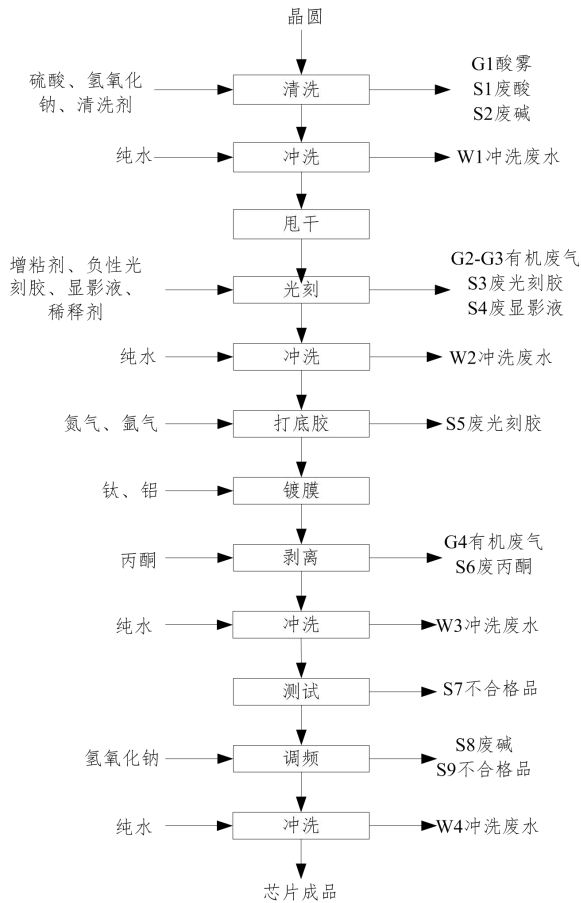 晶圆
硫酸、氢氧化
钠、清洗剂
清洗
G1酸雾
S1废酸
S2废碱
纯水
冲洗
W1冲洗废水
甩干
增粘剂、负性光
刻胶、显影液、
稀释剂
光刻
G2-G3有机废气
S3废光刻胶
S4废显影液
纯水
冲洗
W2冲洗废水
氮气、氩气
打底胶
S5废光刻胶
钛、铝
镀膜
丙酮
剥离
G4有机废气
S6废丙酮
纯水
冲洗
W3冲洗废水
测试
S7不合格品
氢氧化钠
调频
S8废碱
S9不合格品
纯水
冲洗
W4冲洗废水
芯片成品